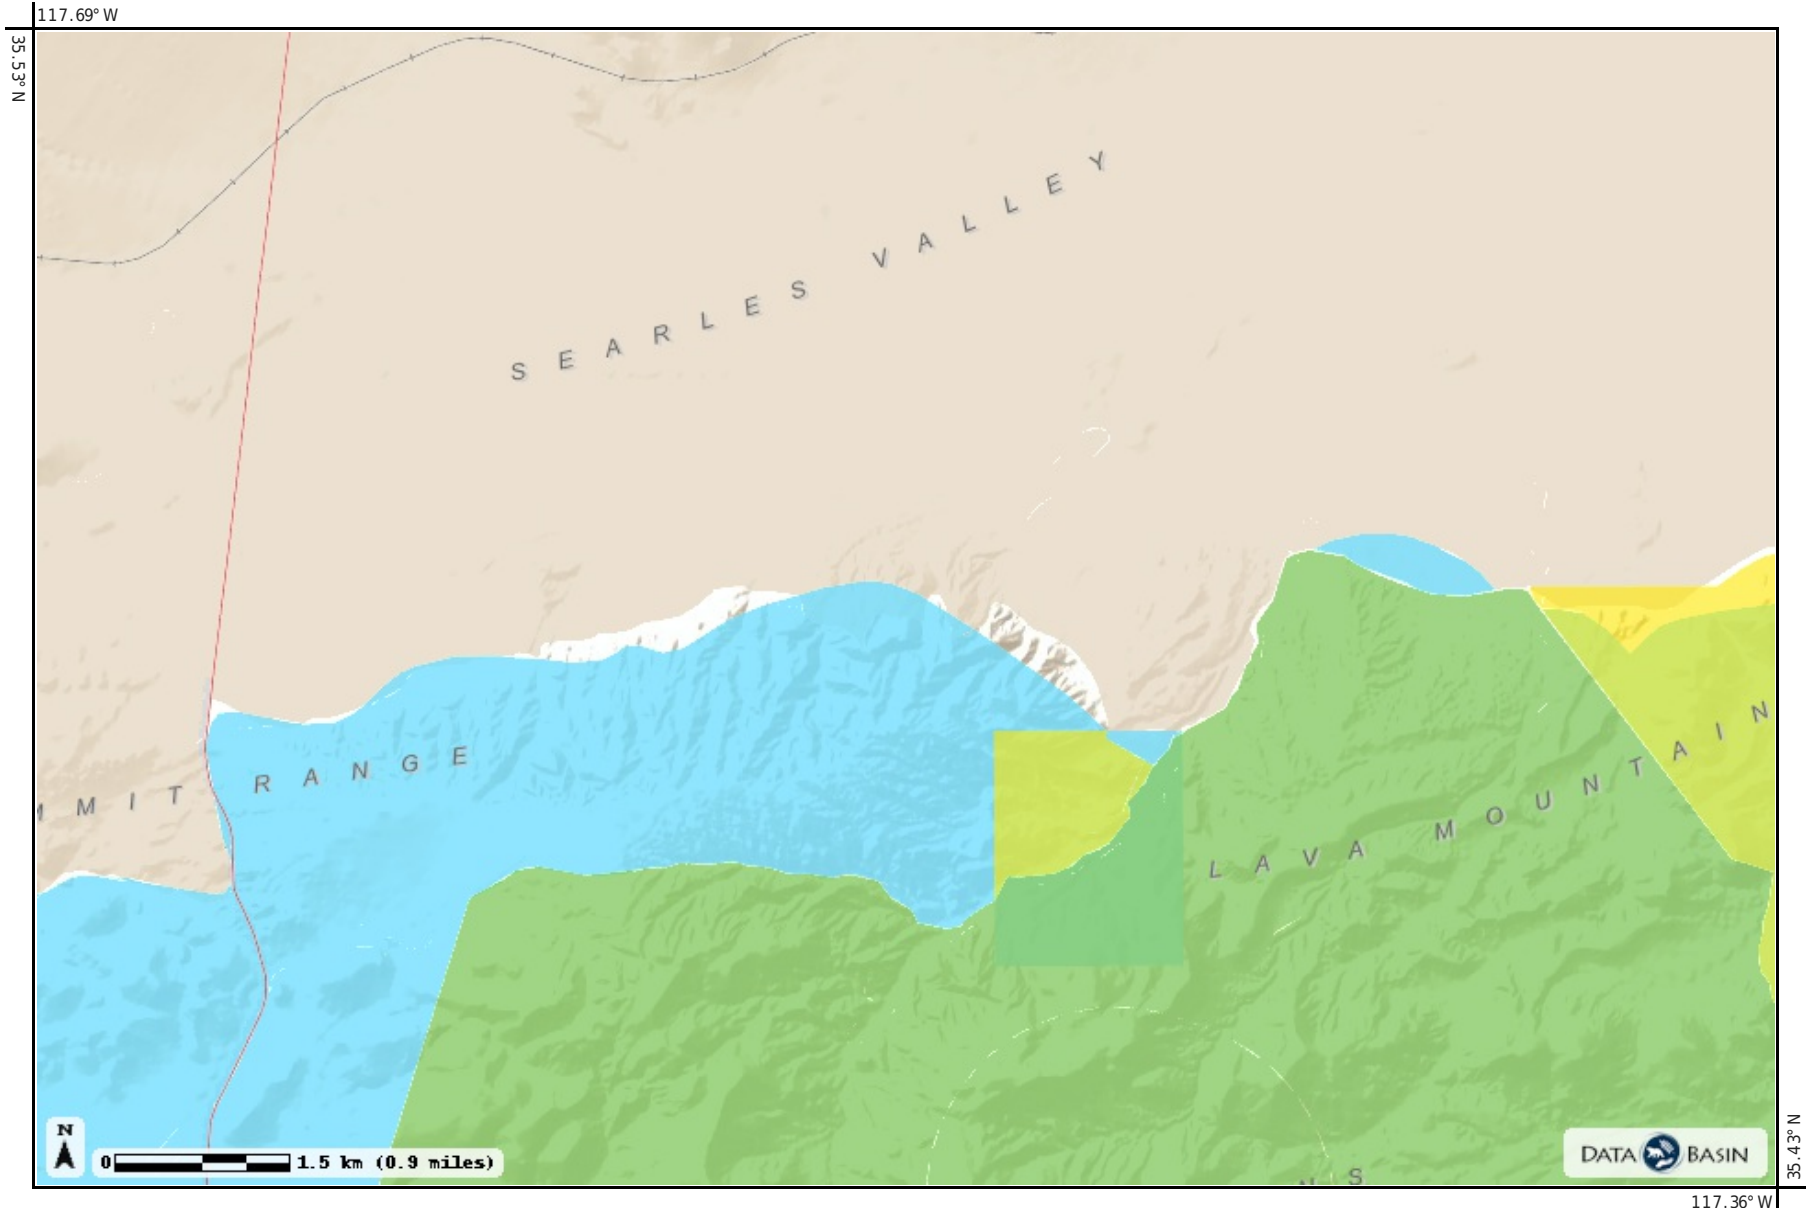 117.69° W
35.53° N
SEARLES VALLEY
MMIT RANGE
LAVA MOUNTAIN
N
0 1.5 km (0.9 miles)
DATA BASIN
N S
35.43° N
117.36° W